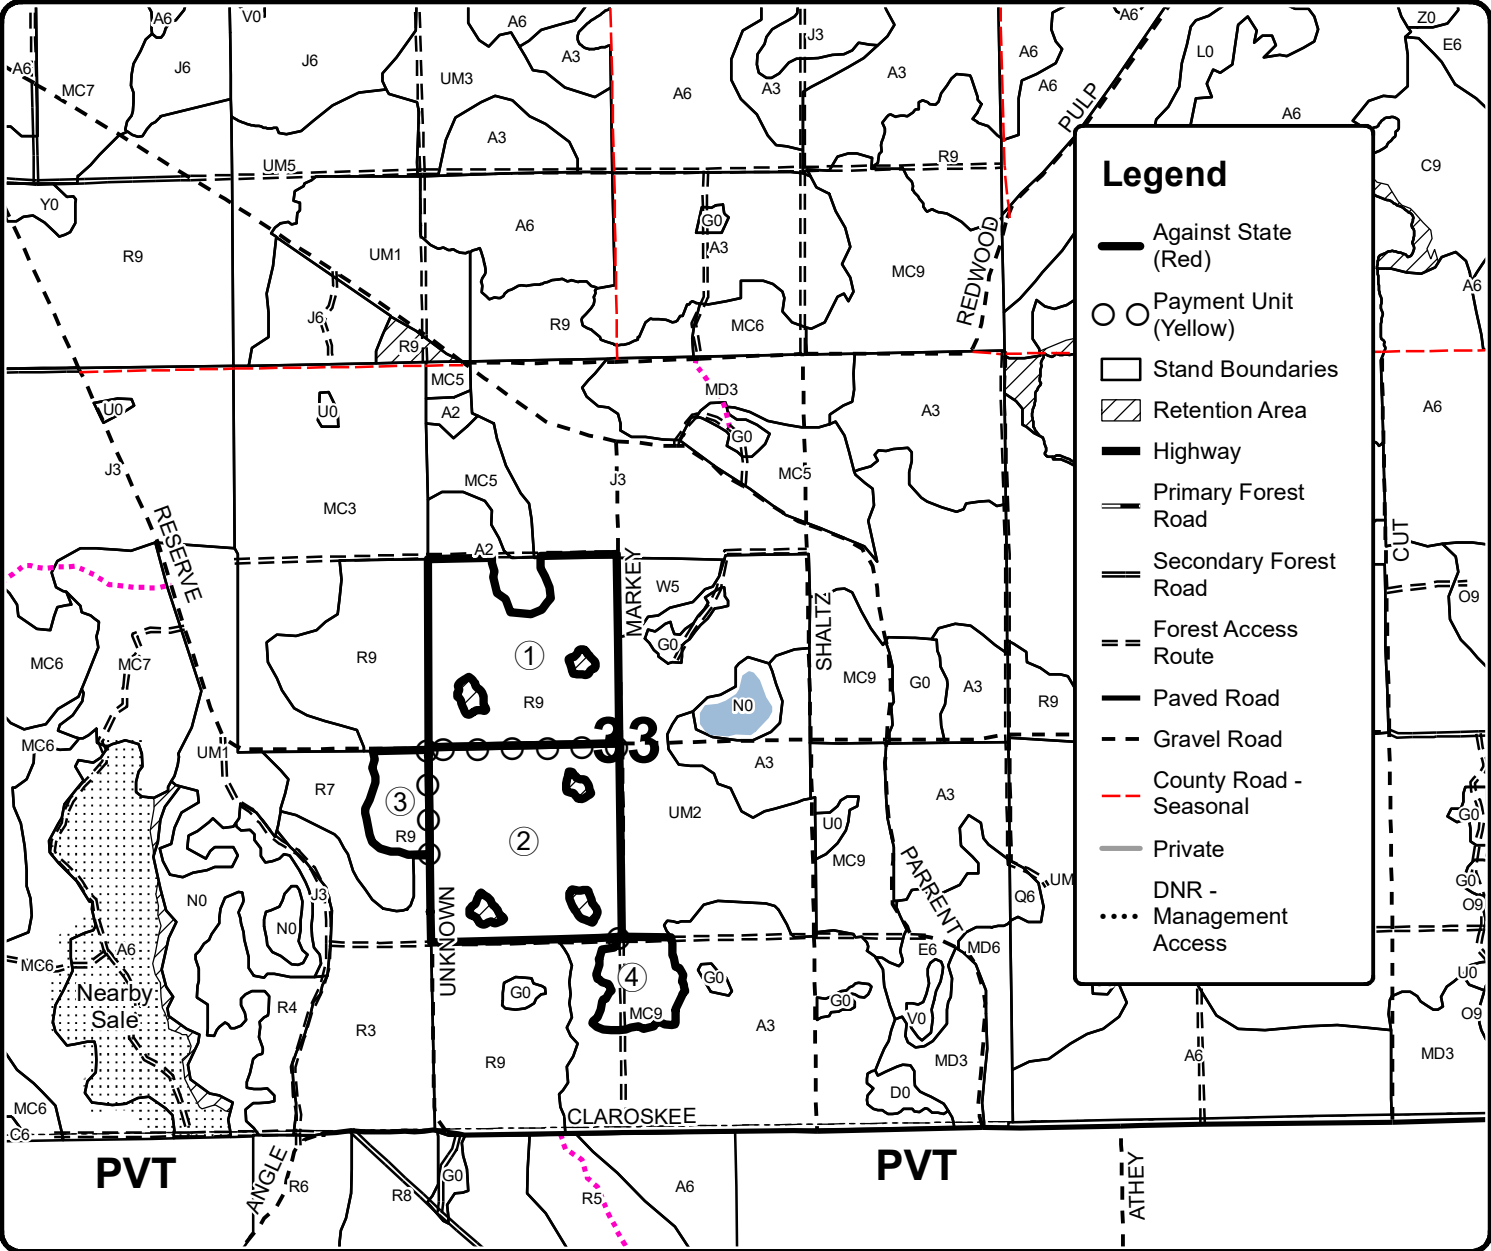 A6
V0
A6
J3
A6
Z0
A6
J6
J6
UM3
A3
A6
A3
A3
A6
A6
L0
E6
MC7
A3
PULP
A6
UM5
R9
C9
Y0
R9
UM1
A6
G0
A3
MC9
REDWOOD
J6
R9
R9
MC6
A6
MC5
A2
MD3
A3
A6
U0
U0
G0
J3
MC3
MC5
J3
MC5
RESERVE
A2
MARKEY
SHALTZ
CUT
W5
O9
G0
MC6
MC7
R9
1
R9
MC9
G0
A3
R9
N0
MC6
UM1
33
A3
R7
3
R9
2
UM2
U0
MC9
A3
G0
PARRENT
UM
Q6
G0
O9
N0
N0
J3
UNKNOWN
A6
MC6
E6
MD6
U0
O9
Nearby
Sale
R4
R3
G0
4
MC9
G0
G0
V0
A3
R9
MD3
A6
MD3
D0
MC6
C6
CLAROSKEE
PVT
PVT
ANGLE
R6
R8
G0
R5
A6
ATHEY
Legend
Against State
(Red)
Payment Unit
(Yellow)
Stand Boundaries
Retention Area
Highway
Primary Forest
Road
Secondary Forest
Road
Forest Access
Route
Paved Road
Gravel Road
County Road -
Seasonal
Private
DNR -
Management
Access